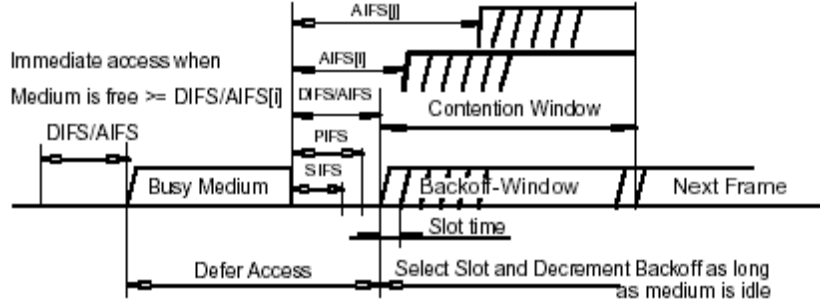 AIFS[j]
Immediate access when
AIFS[i]
Medium is free >= DIFS/AIFS[i]
DIFS/AIFS
Contention Window
DIFS/AIFS
PIFS
SIFS
Busy Medium
Backoff-Window
Next Frame
Slot time
Defer Access
Select Slot and Decrement Backoff as long
as medium is idle